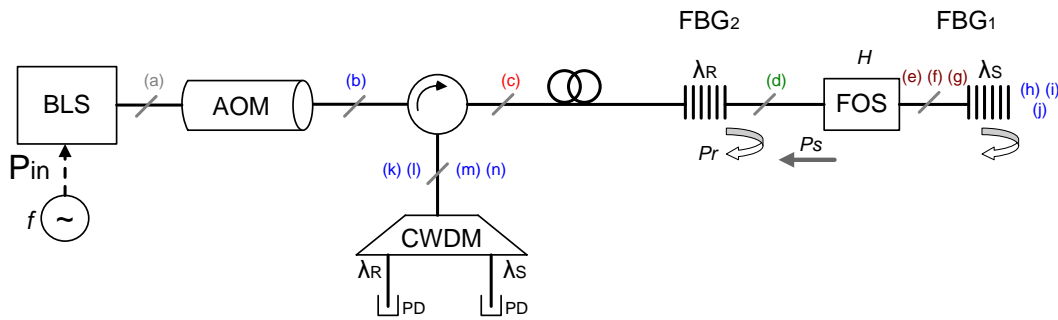 FBG2 FBG1
(a) (b) (c) λR (d) H (e) (f) (g) λS (h) (i)
(j)
BLS AOM FOS
Pr Ps
Pin
(k) (l) (m) (n)
f ~
CWDM
λR λS
PD PD